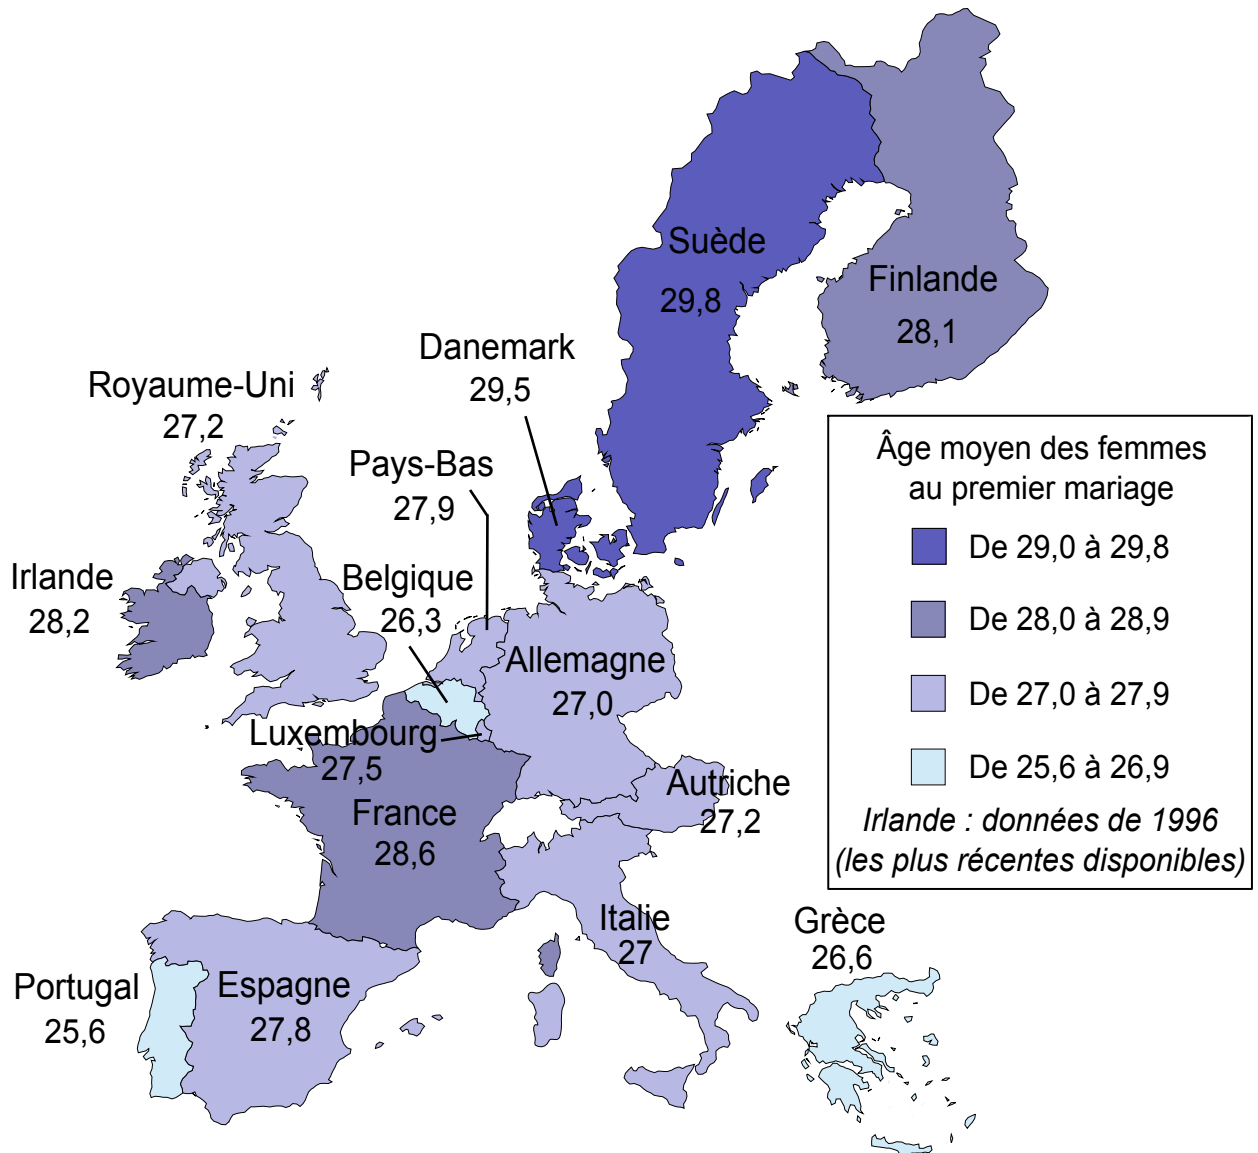 Suède
29,8
Finlande
28,1
Danemark
29,5
Royaume-Uni
27,2
Pays-Bas
27,9
Irlande
28,2
Belgique
26,3
Allemagne
27,0
Luxembourg
27,5
France
28,6
Autriche
27,2
Italie
27
Grèce
26,6
Portugal
25,6
Espagne
27,8
Âge moyen des femmes
au premier mariage
De 29,0 à 29,8
De 28,0 à 28,9
De 27,0 à 27,9
De 25,6 à 26,9
Irlande : données de 1996
(les plus récentes disponibles)